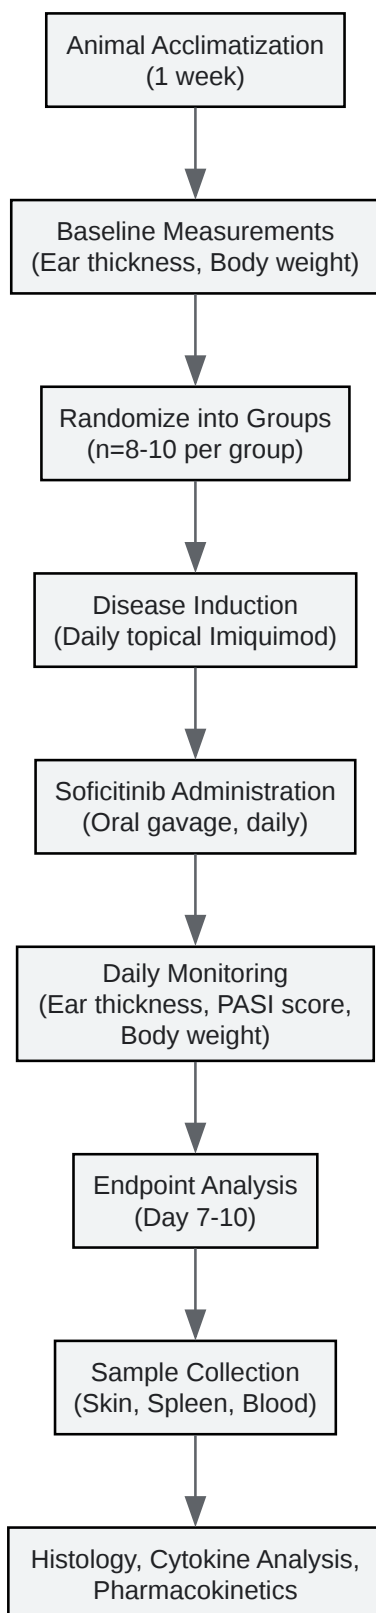 Animal Acclimatization
(1 week)
Baseline Measurements
(Ear thickness, Body weight)
Randomize into Groups
(n=8-10 per group)
Disease Induction
(Daily topical Imiquimod)
Soficitinib Administration
(Oral gavage, daily)
Daily Monitoring
(Ear thickness, PASI score,
Body weight)
Endpoint Analysis
(Day 7-10)
Sample Collection
(Skin, Spleen, Blood)
Histology, Cytokine Analysis,
Pharmacokinetics